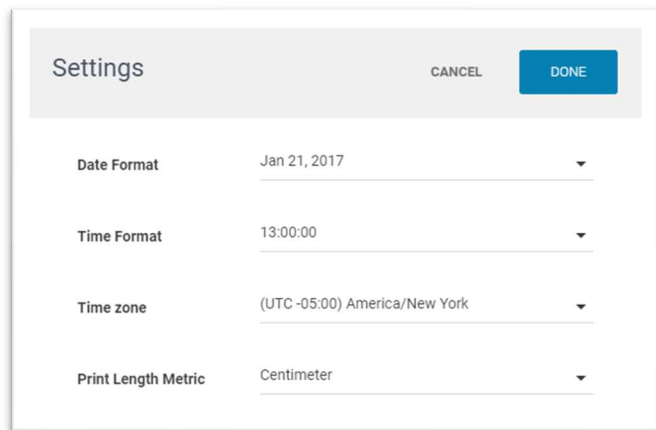 Settings
CANCEL
DONE
Date Format
Jan 21, 2017
Time Format
13:00:00
Time zone
(UTC -05:00) America/New York
Print Length Metric
Centimeter